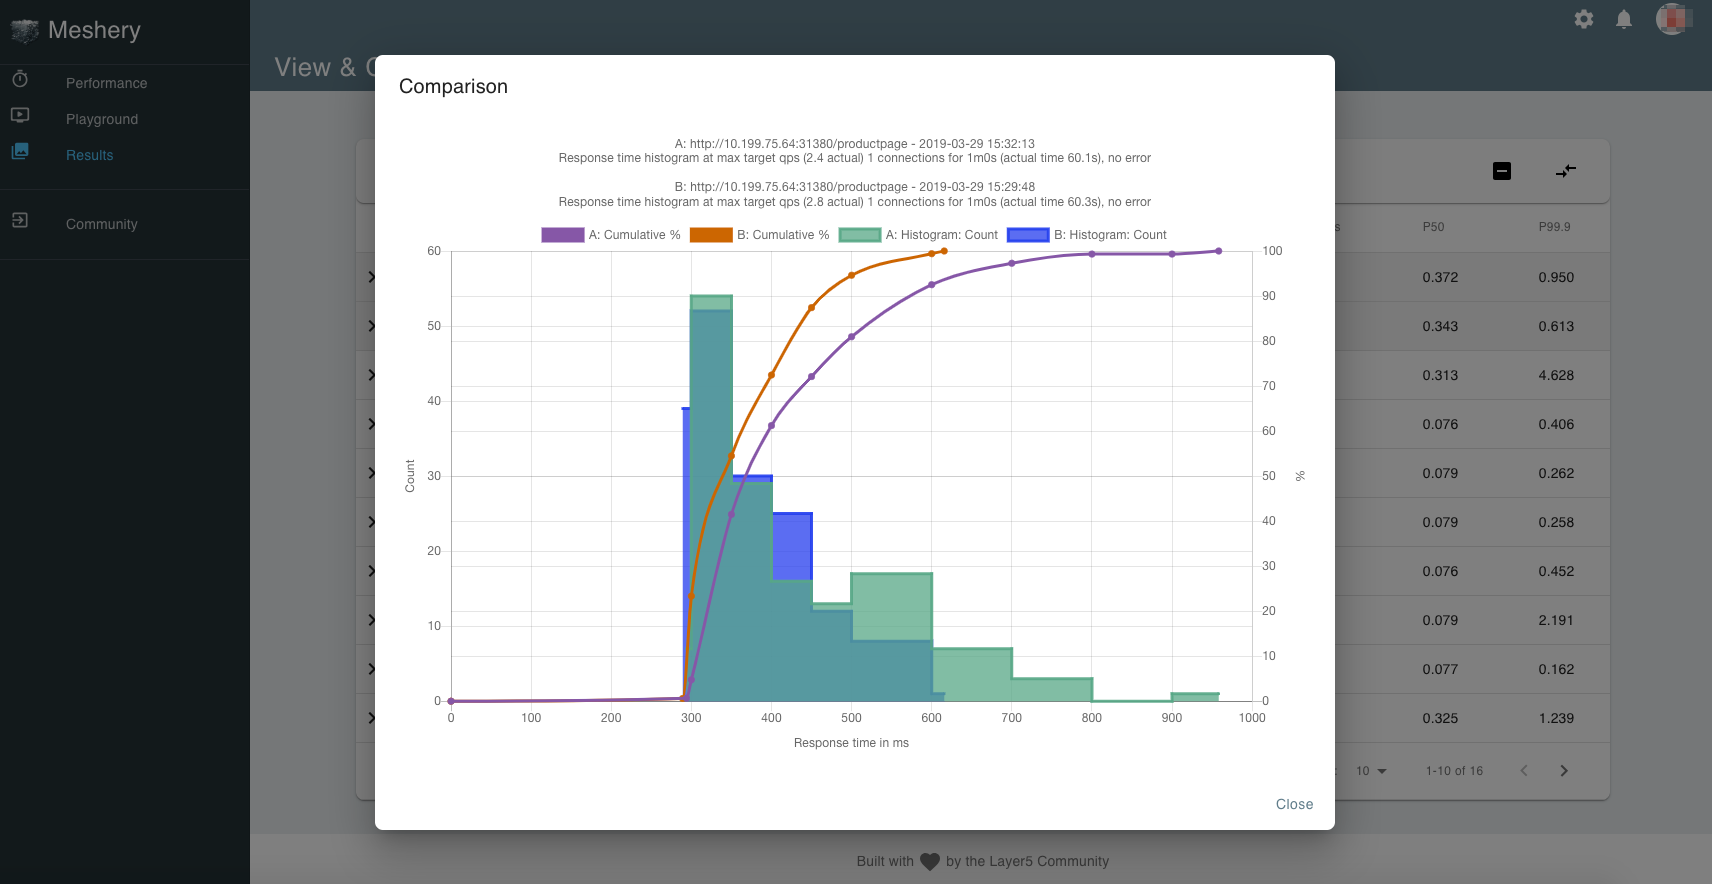 Meshery
Performance
Playground
Results
Community
View &
Comparison
A: http://10.199.75.64:31380/productpage - 2019-03-29 15:32:13
Response time histogram at max target qps (2.4 actual) 1 connections for 1m0s (actual time 60.1s), no error
B: http://10.199.75.64:31380/productpage - 2019-03-29 15:29:48
Response time histogram at max target qps (2.8 actual) 1 connections for 1m0s (actual time 60.3s), no error
A: Cumulative % B: Cumulative % A: Histogram: Count B: Histogram: Count
60 100
90
50
80
40 70
60
Count 30 50 %
40
20
30
20
10
10
0 0
0 100 200 300 400 500 600 700 800 900 1000
Response time in ms
Close
s P50 P99.9
0.372 0.950
0.343 0.613
0.313 4.628
0.076 0.406
0.079 0.262
0.079 0.258
0.076 0.452
0.079 2.191
0.077 0.162
0.325 1.239
: 10 1-10 of 16
Built with by the Layer5 Community